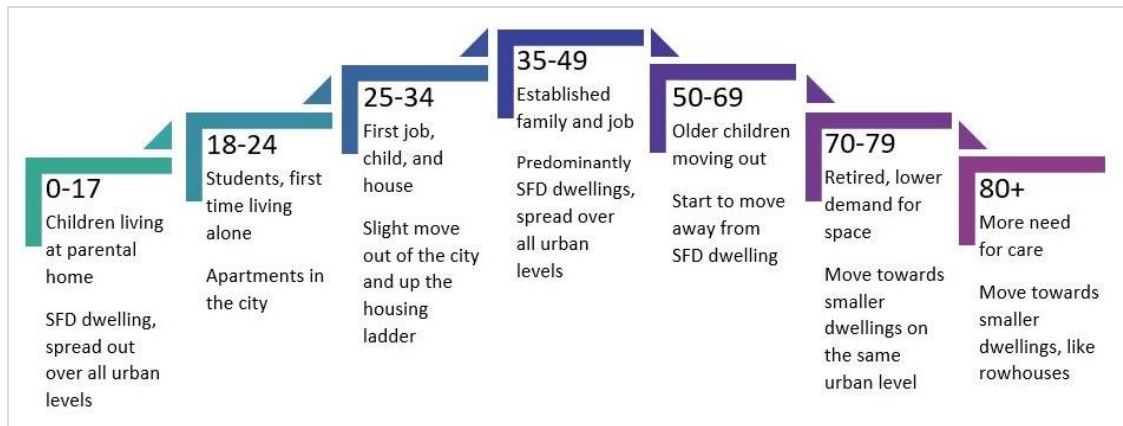 0-17
Children living
at parental
home
SFD dwelling,
spread out
over all urban
levels
18-24
Students, first
time living
alone
Apartments in
the city
25-34
First job,
child, and
house
Slight move
out of the city
and up the
housing
ladder
35-49
Established
family and job
Predominantly
SFD dwellings,
spread over
all urban
levels
50-69
Older children
moving out
Start to move
away from
SFD dwelling
70-79
Retired, lower
demand for
space
Move towards
smaller
dwellings on
the same
urban level
80+
More need
for care
Move towards
smaller
dwellings, like
rowhouses